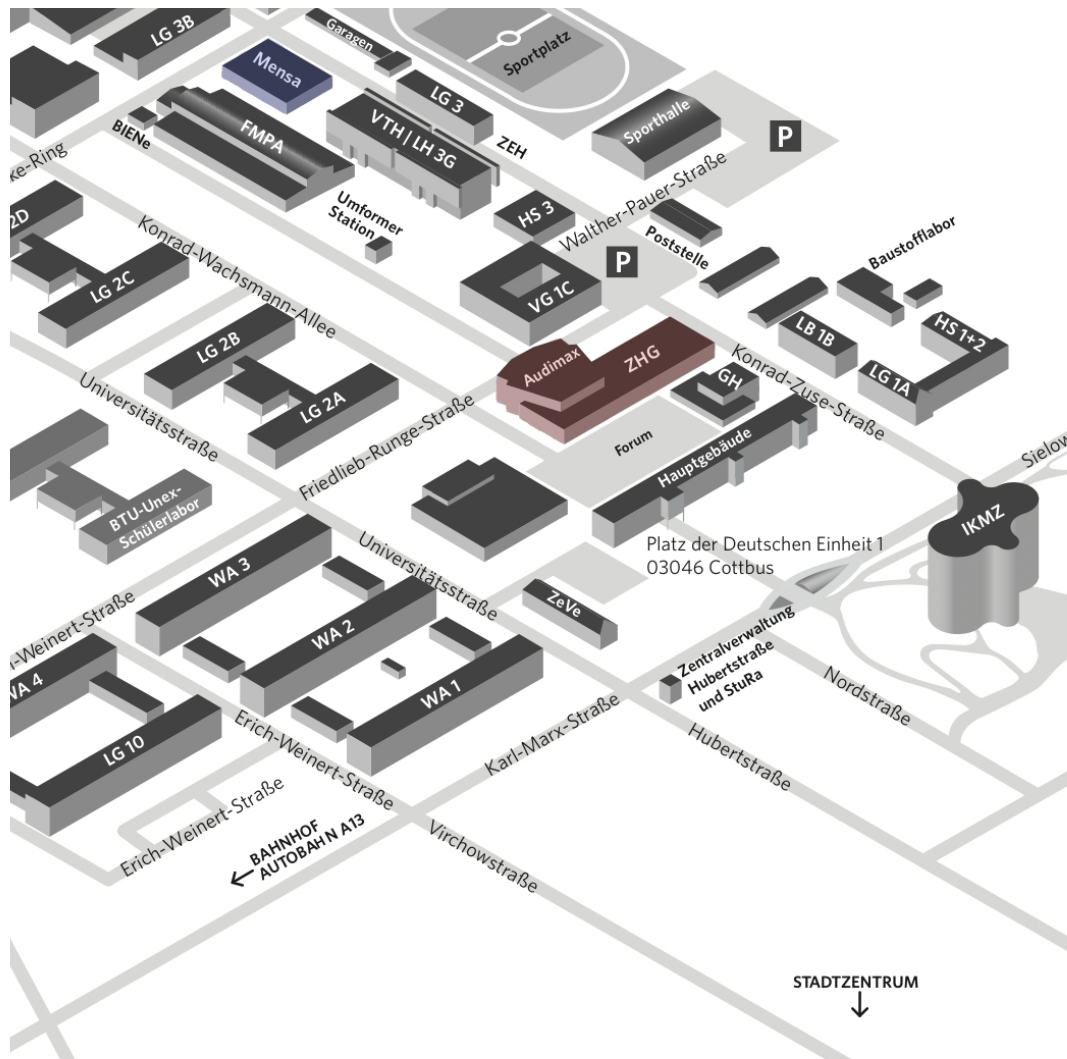 LG 3B
Garagen
Sportplatz
Mensa
LG 3
Sporthalle
P
BIENe
FMPA
VTH | LH 3G
ZEH
ke-Ring
Walther-Pauer-Straße
HS 3
Umformer
Station
2D
Konrad-Wachsmann-Allee
Poststelle
Baustofflabor
P
LG 2C
VG 1C
LG 2B
LB 1B
HS 1+2
Audimax
ZHG
GH
LG 1A
Konrad-Zuse-Straße
Universitätsstraße
LG 2A
Friedlieb-Runge-Straße
Forum
Hauptgebäude
Sielow
BTU-Unex-
Schülerlabor
IKMZ
Platz der Deutschen Einheit 1
03046 Cottbus
WA 3
Universitätsstraße
ZeVe
h-Weinert-Straße
WA 2
Zentralverwaltung
Hubertstraße
und StuRa
WA 4
WA 1
Nordstraße
LG 10
Erich-Weinert-Straße
Karl-Marx-Straße
Hubertstraße
Erich-Weinert-Straße
BAHNHOF
AUTOBAHN A13
Virchowstraße
STADTZENTRUM